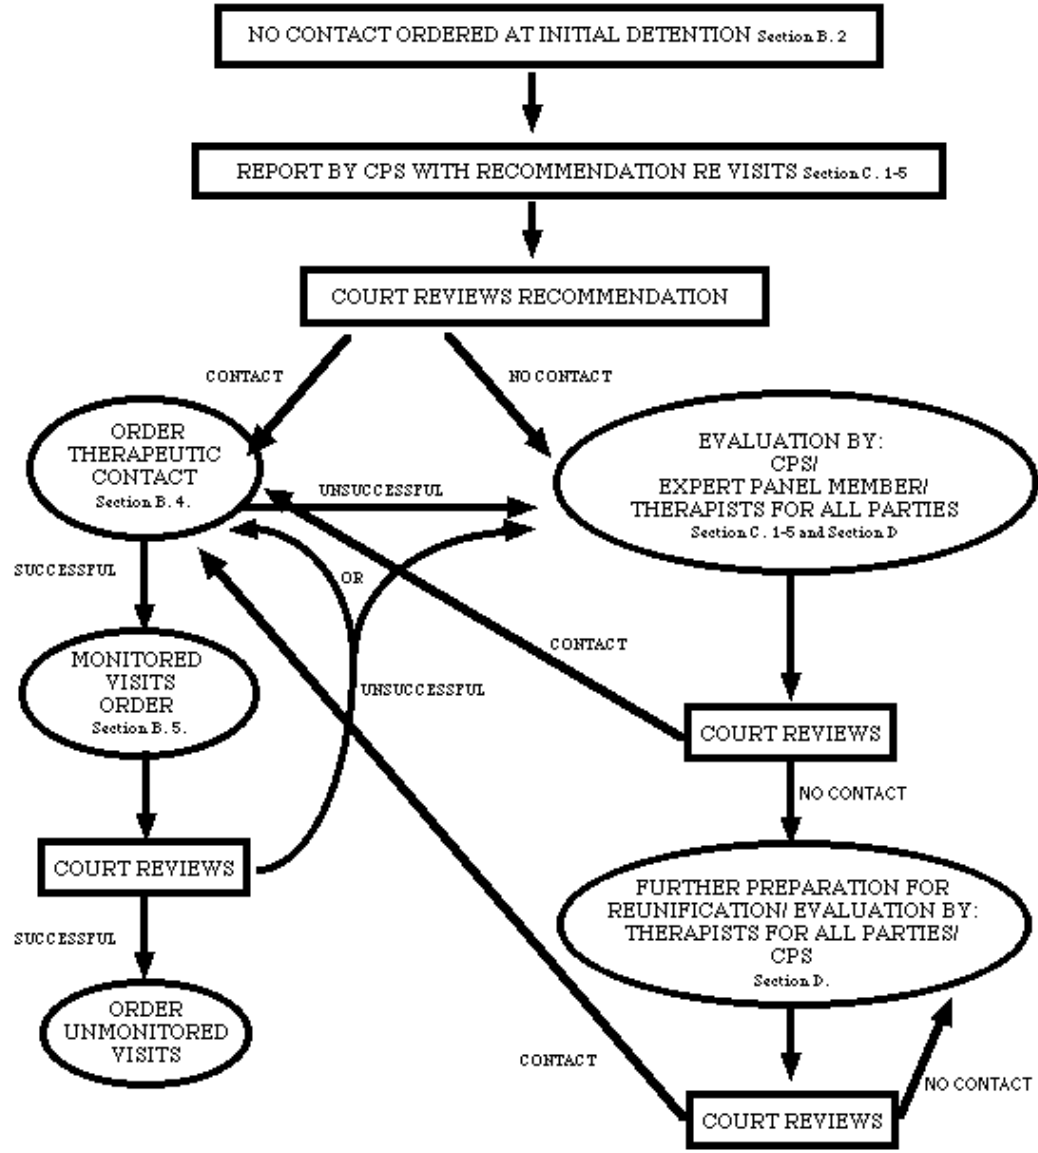 NO CONTACT ORDERED AT INITIAL DETENTION Section B. 2
REPORT BY CPS WITH RECOMMENDATION RE VISITS Section C. 1-5
COURT REVIEWS RECOMMENDATION
CONTACT
NO CONTACT
ORDER
THERAPEUTIC
CONTACT
Section B. 4.
EVALUATION BY:
CPS/
EXPERT PANEL MEMBER/
THERAPISTS FOR ALL PARTIES
Section C. 1-5 and Section D
UNSUCCESSFUL
SUCCESSFUL
OR
CONTACT
MONITORED
VISITS
ORDER
Section B. 5.
UNSUCCESSFUL
COURT REVIEWS
NO CONTACT
COURT REVIEWS
FURTHER PREPARATION FOR
REUNIFICATION/ EVALUATION BY:
THERAPISTS FOR ALL PARTIES/
CPS
Section D.
SUCCESSFUL
ORDER
UNMONITORED
VISITS
CONTACT
NO CONTACT
COURT REVIEWS